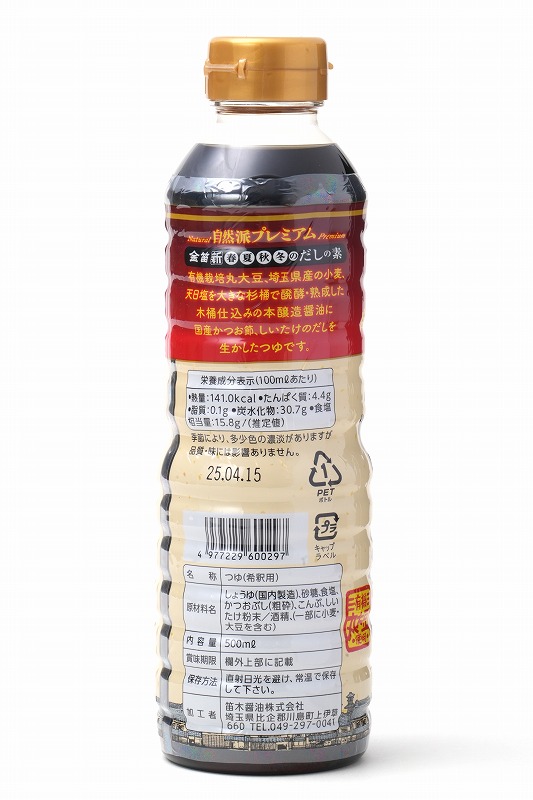 Natural 自然派プレミアム Premium
金笛 新 春夏秋冬のだしの素
有機栽培丸大豆、埼玉県産の小麦、
天日塩を大きな杉桶で醗酵・熟成した
木桶仕込みの本醸造醤油に
国産かつお節、しいたけのだしを
生かしたつゆです。
栄養成分表示(100mlあたり)
•熱量:141.0kcal •たんぱく質:4.4g
•脂質:0.1g •炭水化物:30.7g •食塩
相当量:15.8g/(推定値)
季節により、多少色の濃淡がありますが
品質・味には影響ありません。
25.04.15
1
PET
ボトル
プラ
キャップ
ラベル
4 977229 600297
名 称 つゆ(希釈用)
原材料名 しょうゆ(国内製造)、砂糖、食塩、
かつおぶし(粗砕)、こんぶ、しい
たけ粉末/酒精、(一部に小麦・
大豆を含む)
内 容 量 500ml
賞味期限 欄外上部に記載
保存方法 直射日光を避け、常温で保存
して下さい。
加 工 者 笛木醤油株式会社
埼玉県比企郡川島町上伊草
660 TEL.049-297-0041